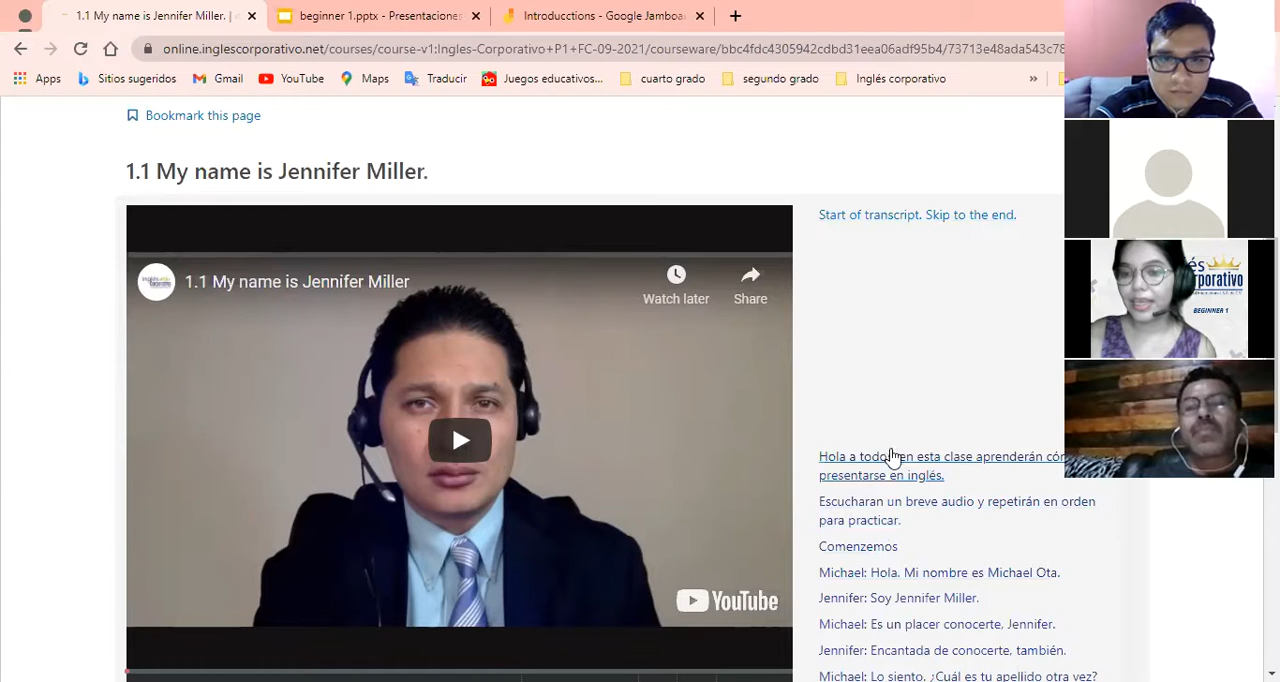 1.1 My name is Jennifer Miller. |
beginner 1.pptx - Presentaciones
Introducctions - Google Jamboa
online.inglescorporativo.net/courses/course-v1:Ingles-Corporativo+P1+FC-09-2021/courseware/bbc4fdc4305942cdbd31eea06adf95b4/73713e48ada543c78
Apps
Sitios sugeridos
Gmail
YouTube
Maps
Traducir
Juegos educativos...
cuarto grado
segundo grado
Inglés corporativo
»
Bookmark this page
1.1 My name is Jennifer Miller.
1.1 My name is Jennifer Miller
Watch later
Share
YouTube
Start of transcript. Skip to the end.
Hola a todo en esta clase aprenderán
presentarse en inglés.
Escucharan un breve audio y repetirán en orden
para practicar.
Comenzemos
Michael: Hola. Mi nombre es Michael Ota.
Jennifer: Soy Jennifer Miller.
Michael: Es un placer conocerte, Jennifer.
Jennifer: Encantada de conocerte, también.
Michael: Lo siento. ¿Cuál es tu apellido otra vez?
és
rporativo
BEGINNER 1